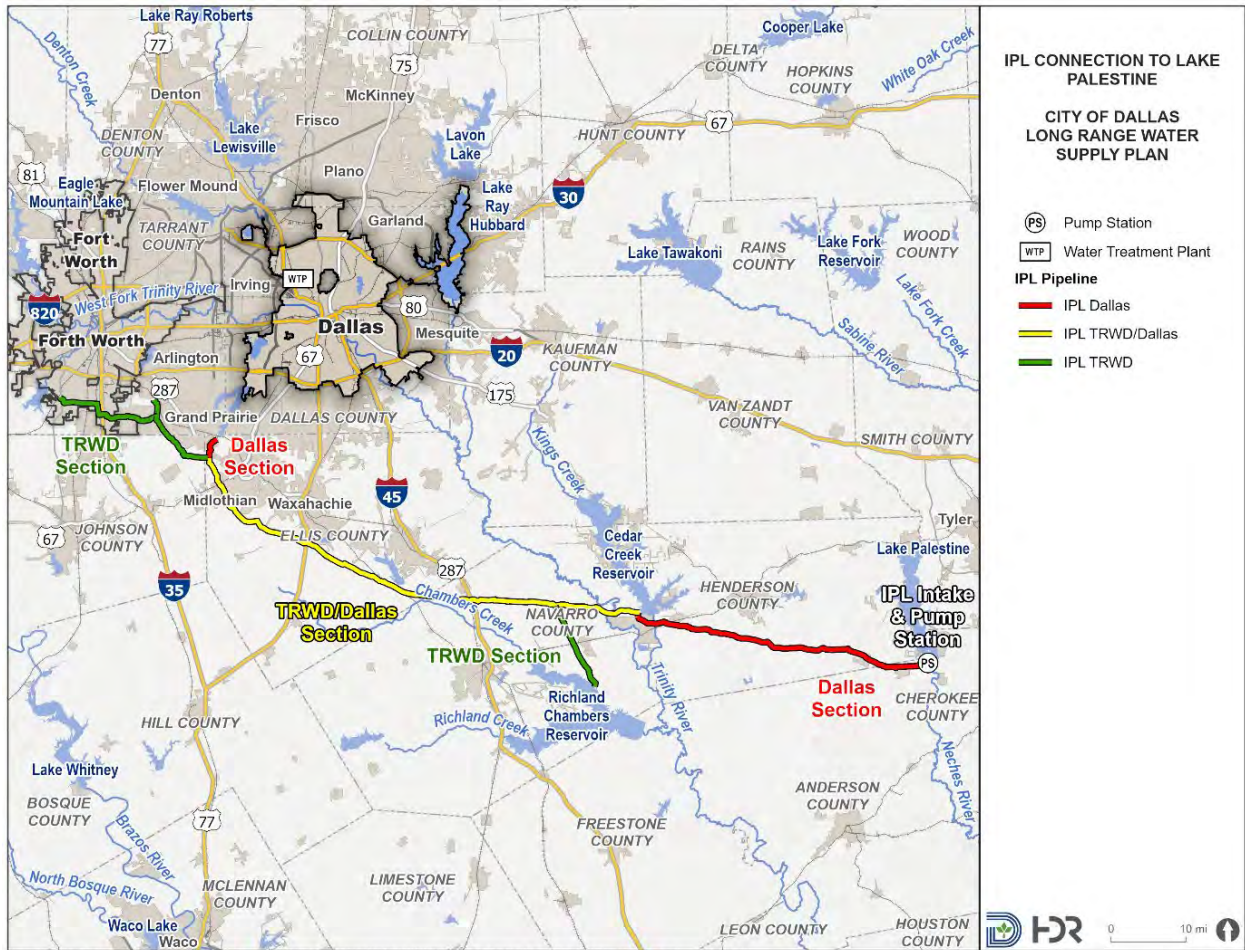 Lake Ray Roberts
COLLIN COUNTY
Cooper Lake
Denton Creek
77
75
DELTA
COUNTY
HOPKINS
COUNTY
White Oak Creek
Denton
McKinney
DENTON
COUNTY
Lake
Lewisville
Frisco
Lavon
Lake
HUNT COUNTY
67
81
Eagle
Mountain Lake
Flower Mound
Plano
Lake
Ray
Hubbard
30
TARRANT
COUNTY
Garland
Fort
Worth
Lake Tawakoni
RAINS
COUNTY
Lake Fork
Reservoir
WOOD
COUNTY
WTP
Irving
West Fork Trinity River
820
80
Lake Fork Creek
Forth Worth
Dallas
Mesquite
Sabine River
Arlington
67
20
KAUFMAN
COUNTY
287
175
Grand Prairie
DALLAS COUNTY
VAN ZANDT
COUNTY
SMITH COUNTY
TRWD
Section
Dallas
Section
Kings Creek
45
Midlothian
Waxahachie
JOHNSON
COUNTY
67
ELLIS COUNTY
Cedar
Creek
Reservoir
Tyler
Lake Palestine
35
287
HENDERSON
COUNTY
IPL Intake
& Pump
Station
Chambers Creek
TRWD/Dallas
Section
NAVARRO
COUNTY
TRWD Section
Trinity River
PS
Dallas
Section
CHEROKEE
COUNTY
HILL COUNTY
Richland
Chambers
Reservoir
Richland Creek
Neches River
Lake Whitney
BOSQUE
COUNTY
ANDERSON
COUNTY
Brazos River
77
FREESTONE
COUNTY
North Bosque River
MCLENNAN
COUNTY
LIMESTONE
COUNTY
Waco Lake
Waco
LEON COUNTY
HOUSTON
COUNTY
IPL CONNECTION TO LAKE
PALESTINE
CITY OF DALLAS
LONG RANGE WATER
SUPPLY PLAN
PS Pump Station
WTP Water Treatment Plant
IPL Pipeline
IPL Dallas
IPL TRWD/Dallas
IPL TRWD
HDR
0 10 mi